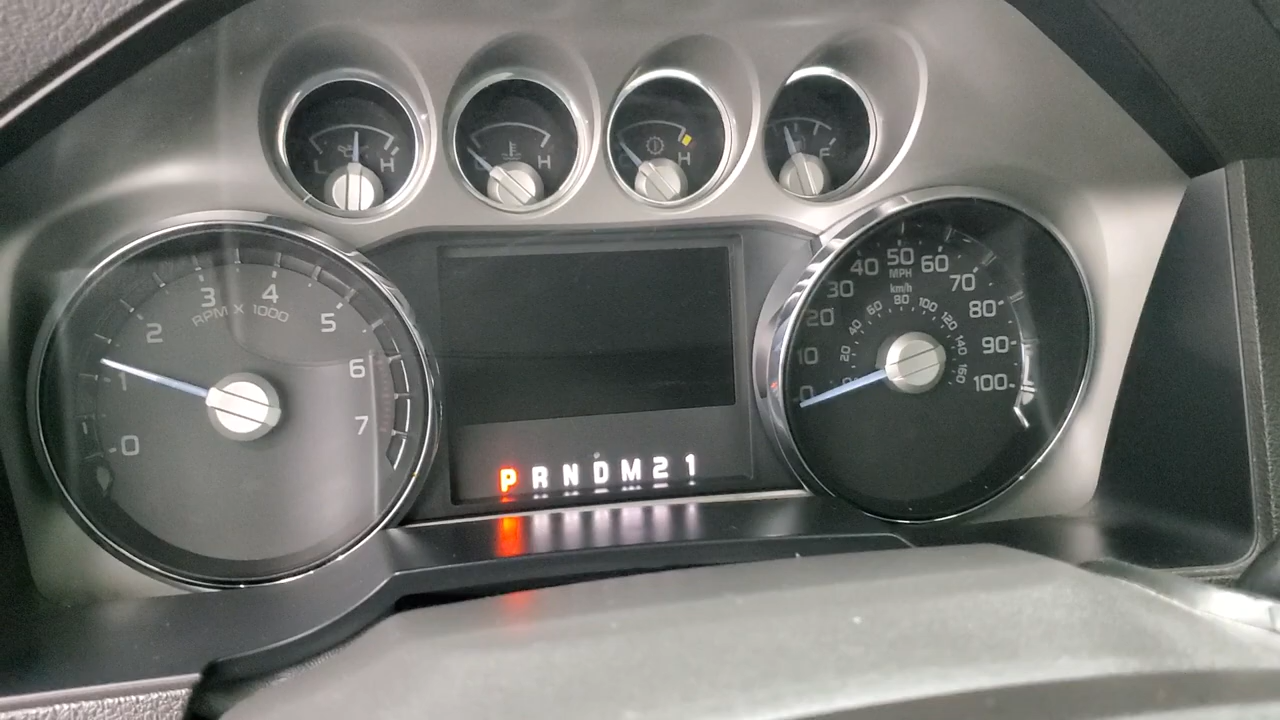 L H
H
H
F
0 1 2 3 4 5 6 7
RPM X 1000
P R N D M 2 1
0 10 20 30 40 50 60 70 80 90 100
MPH
km/h
20 40 60 80 100 120 140 160